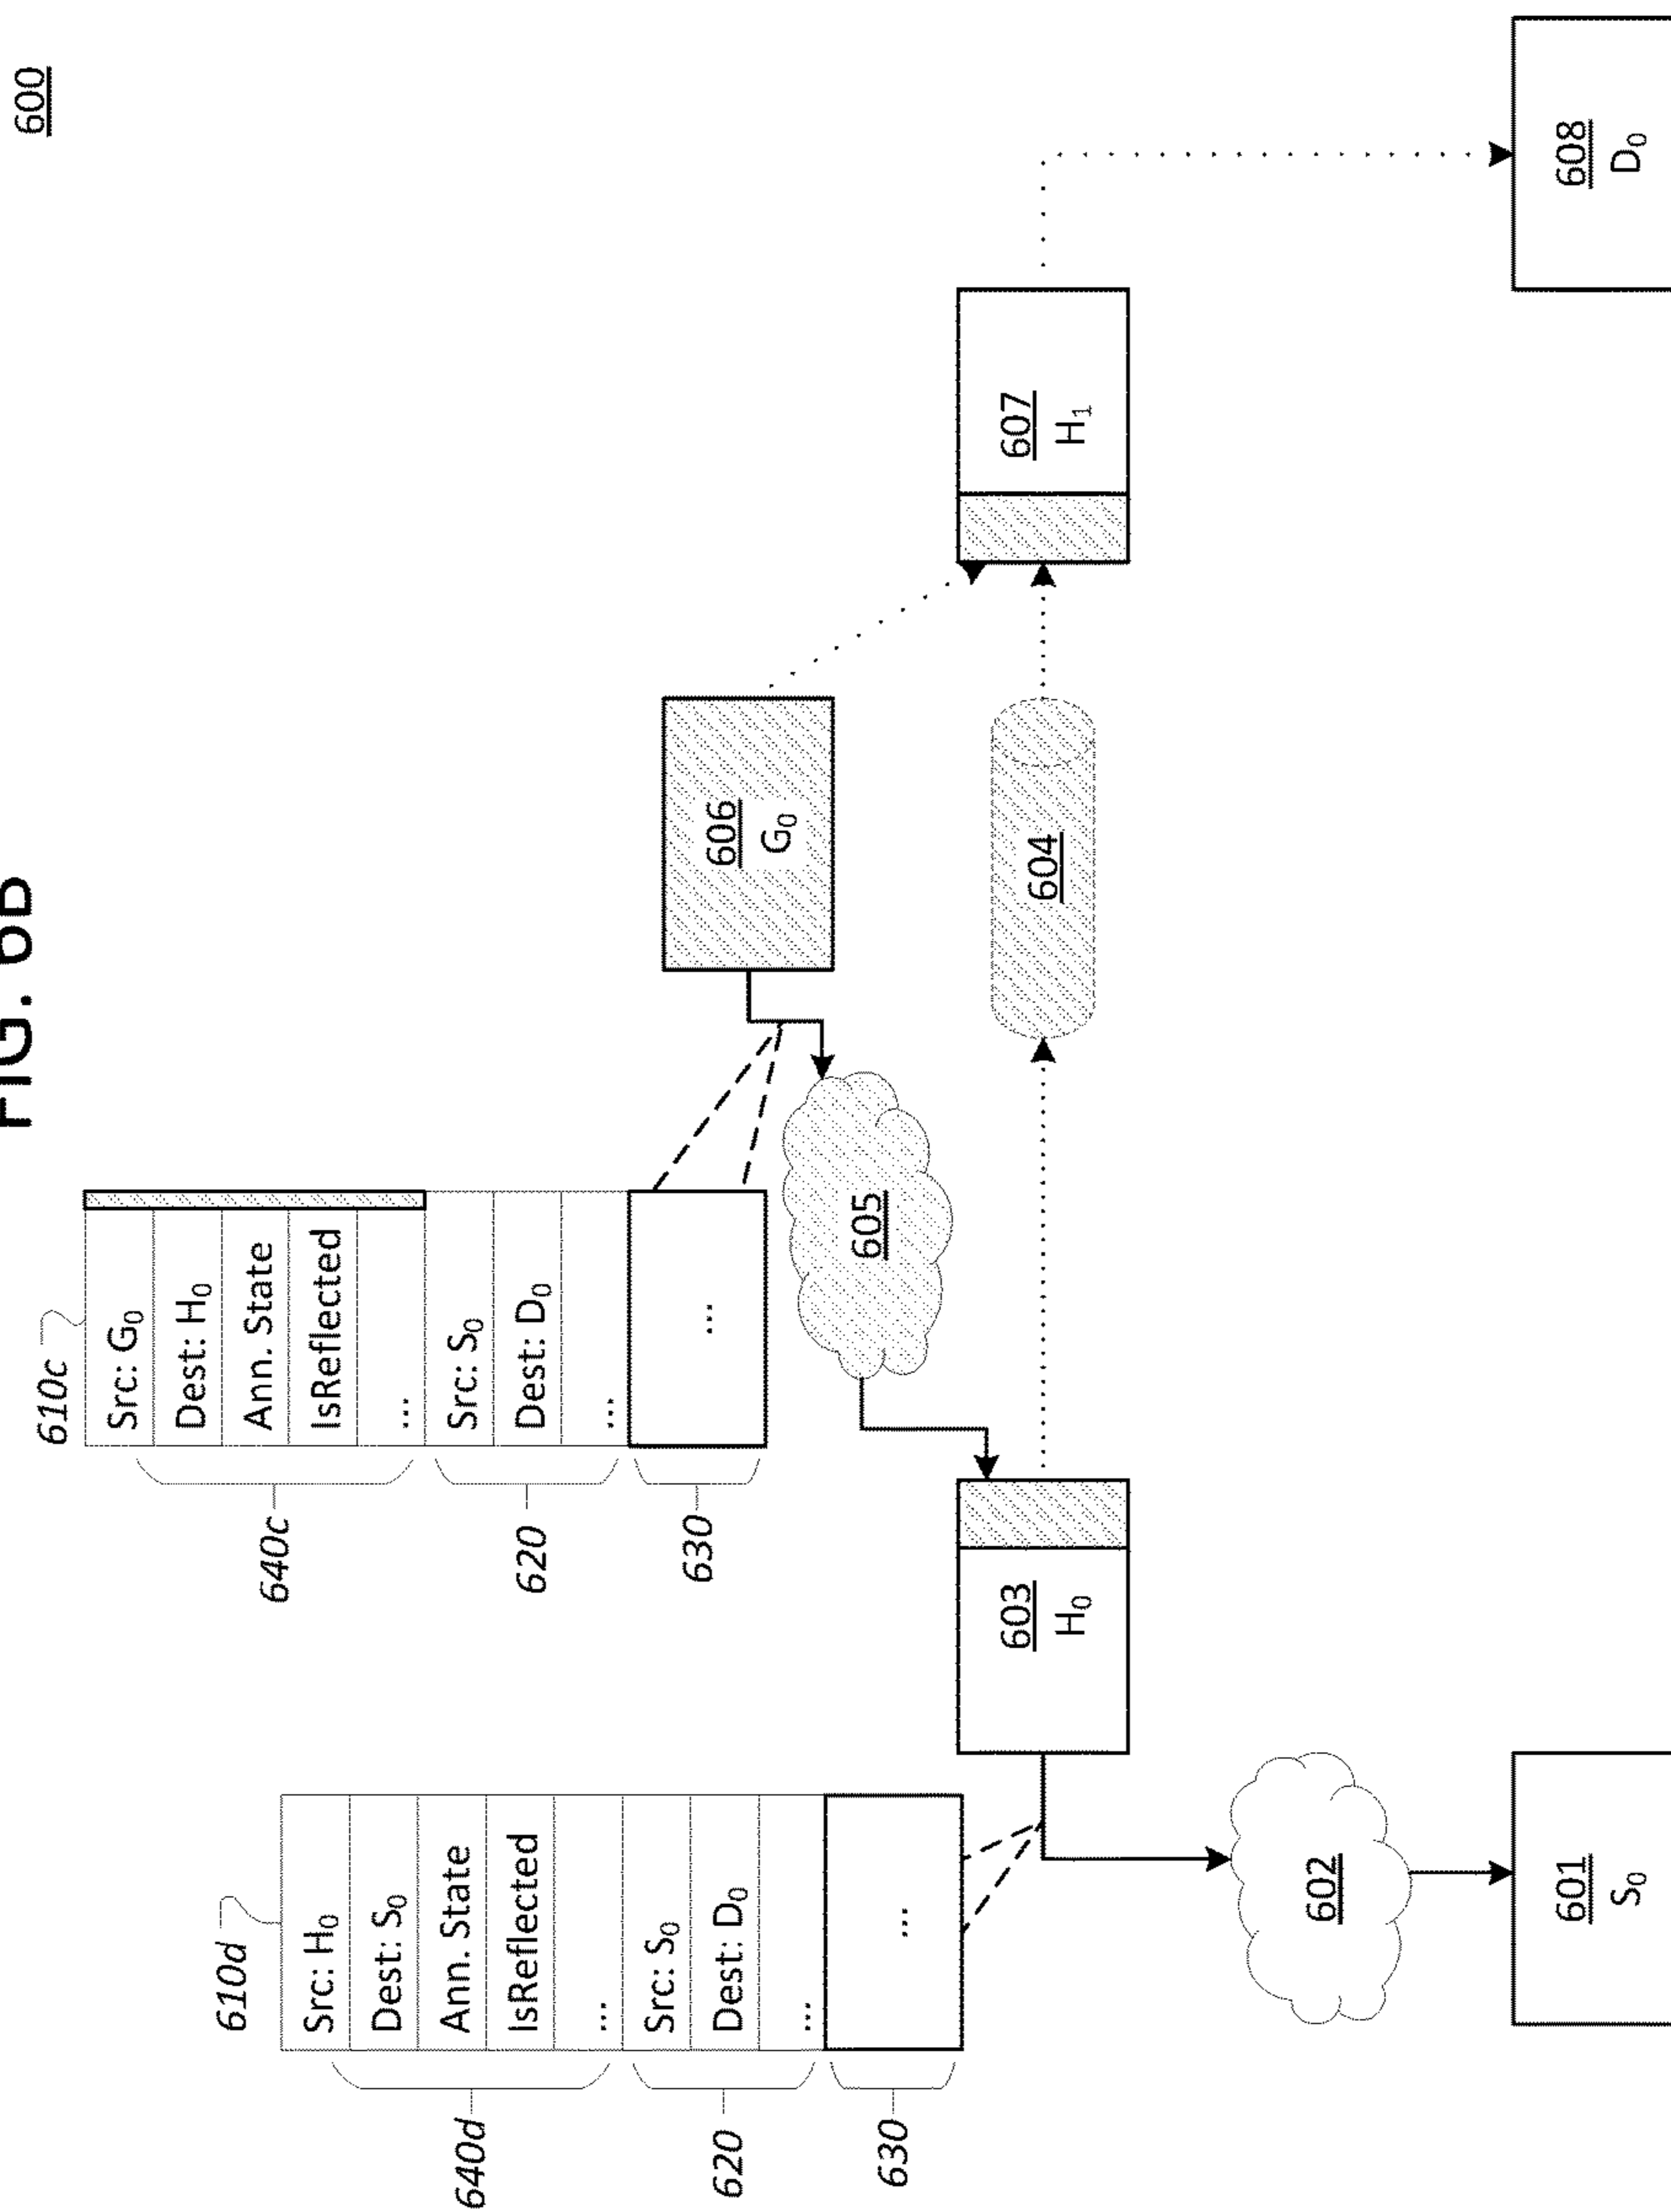 FIG. 6B
600
610c
Src: G₀
Dest: H₀
Ann. State
IsReflected
...
Src: S₀
Dest: D₀
...
...
640c
620
630
610d
Src: H₀
Dest: S₀
Ann. State
IsReflected
...
Src: S₀
Dest: D₀
...
...
640d
620
630
606
G₀
605
604
603
H₀
607
H₁
602
601
S₀
608
D₀